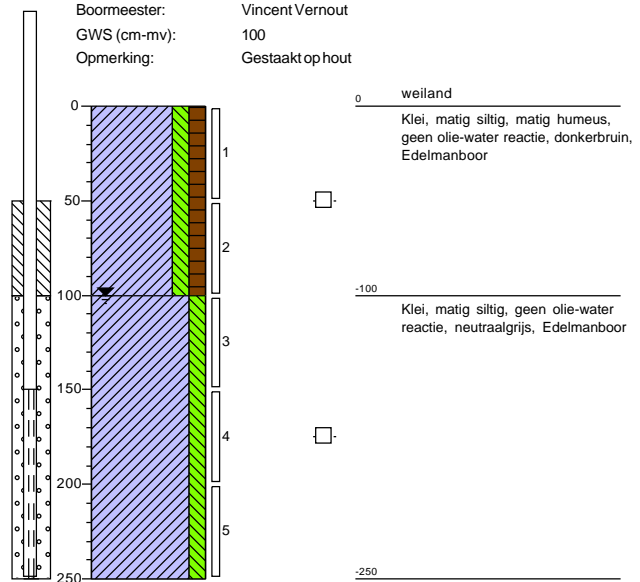 Boormeester: Vincent Vernout
GWS (cm-mv): 100
Opmerking: Gestaakt op hout
0
50
100
150
200
250
1
2
3
4
5
0 weiland
Klei, matig siltig, matig humeus,
geen olie-water reactie, donkerbruin,
Edelmanboor
-100
Klei, matig siltig, geen olie-water
reactie, neutraalgrijs, Edelmanboor
-250